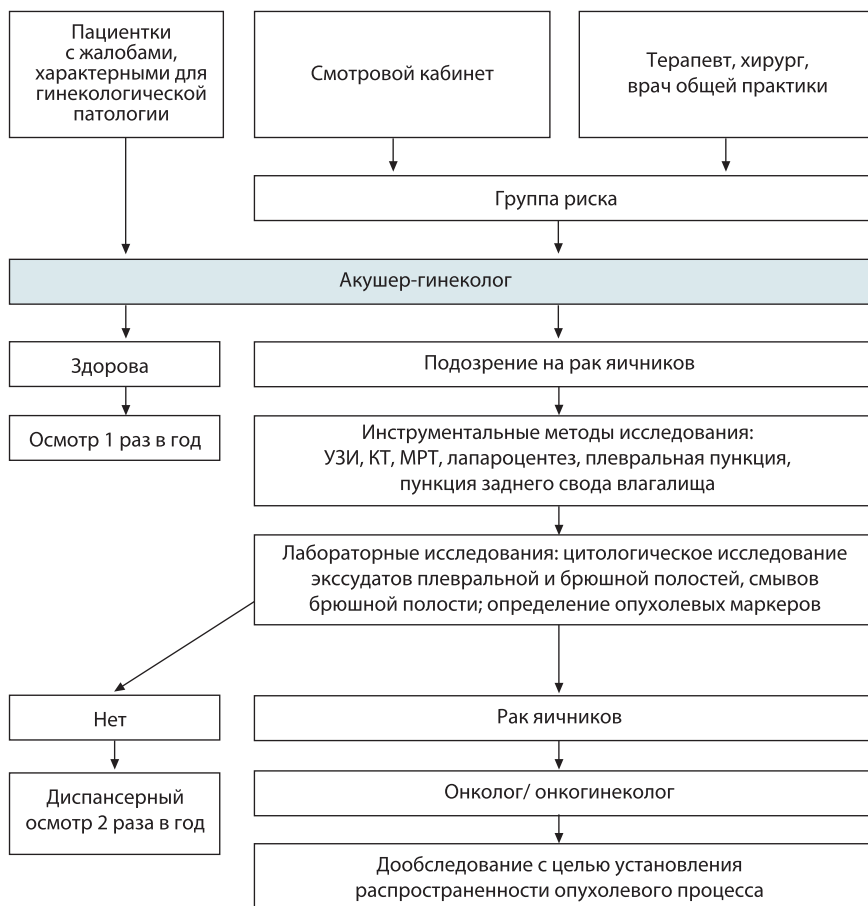 Пациентки
с жалобами,
характерными для
гинекологической
патологии
Смотровой кабинет
Терапевт, хирург,
врач общей практики
Группа риска
Акушер-гинеколог
Здорова
Подозрение на рак яичников
Осмотр 1 раз в год
Инструментальные методы исследования:
УЗИ, КТ, МРТ, лапароцентез, плевральная пункция,
пункция заднего свода влагалища
Лабораторные исследования: цитологическое исследование
экссудатов плевральной и брюшной полостей, смывов
брюшной полости; определение опухолевых маркеров
Нет
Рак яичников
Диспансерный
осмотр 2 раза в год
Онколог/ онкогинеколог
Дообследование с целью установления
распространенности опухолевого процесса